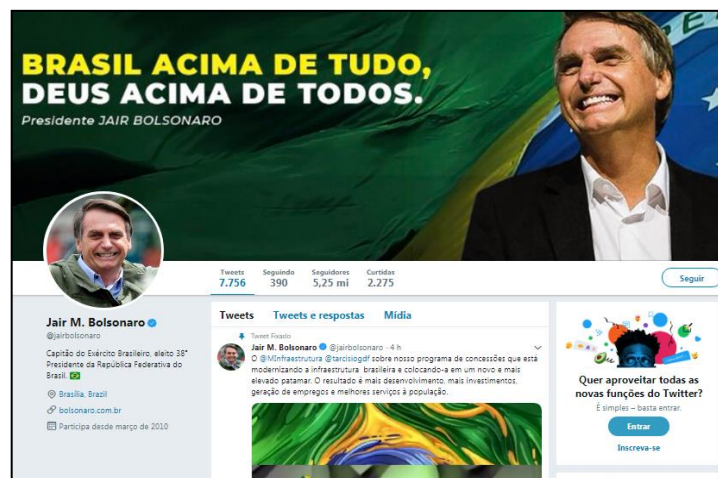 BRASIL ACIMA DE TUDO,
DEUS ACIMA DE TODOS.
Presidente JAIR BOLSONARO
Tweets Seguindo Seguidores Curtidas
7.756 390 5,25 mi 2.275
Seguir
Jair M. Bolsonaro
@jairbolsonaro
Capitão do Exército Brasileiro, eleito 38°
Presidente da República Federativa do
Brasil.
Brasília, Brazil
bolsonaro.com.br
Participa desde março de 2010
Tweets Tweets e respostas Mídia
Tweet Fixado
Jair M. Bolsonaro @jairbolsonaro · 4 h
O @MInfraestrutura @tarcisiogdf sobre nosso programa de concessões que está
modernizando a infraestrutura brasileira e colocando-a em um novo e mais
elevado patamar. O resultado é mais desenvolvimento, mais investimentos,
geração de empregos e melhores serviços à população.
Quer aproveitar todas as
novas funções do Twitter?
É simples – basta entrar.
Entrar
Inscreva-se